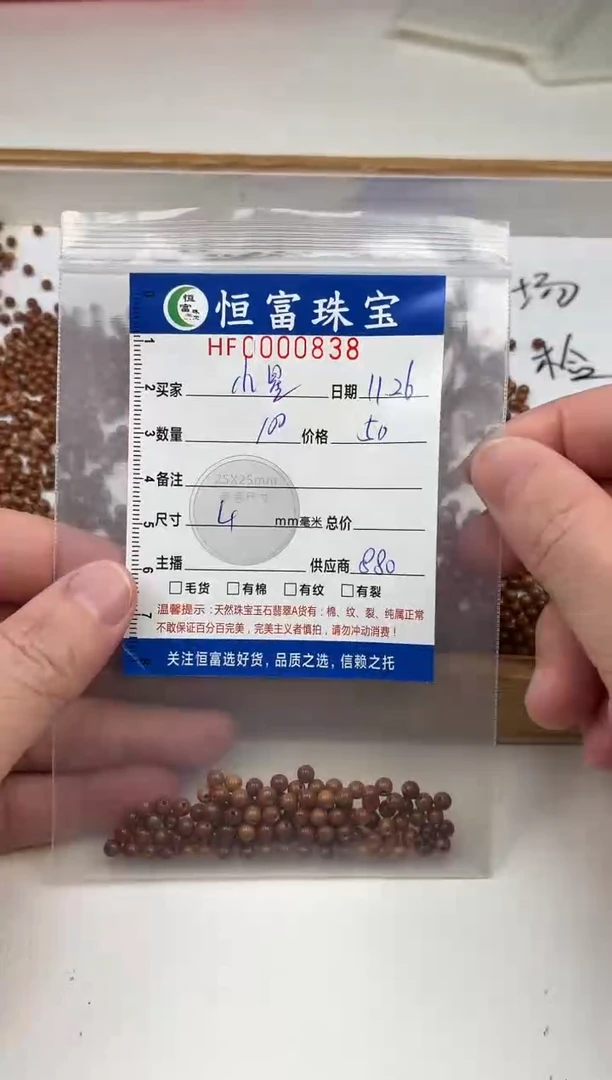 恒富珠宝
HFC000838
买家 小星 日期 11 26
数量 100 价格 50
备注
25X25mm
尺寸 4 mm毫米 总价
主播 供应商 880
毛货 有棉 有纹 有裂
温馨提示：天然珠宝玉石翡翠A货有：棉、纹、裂、纯属正常
不敢保证百分百完美，完美主义者慎拍，请勿冲动消费！
关注恒富选好货，品质之选，信赖之托
场
检